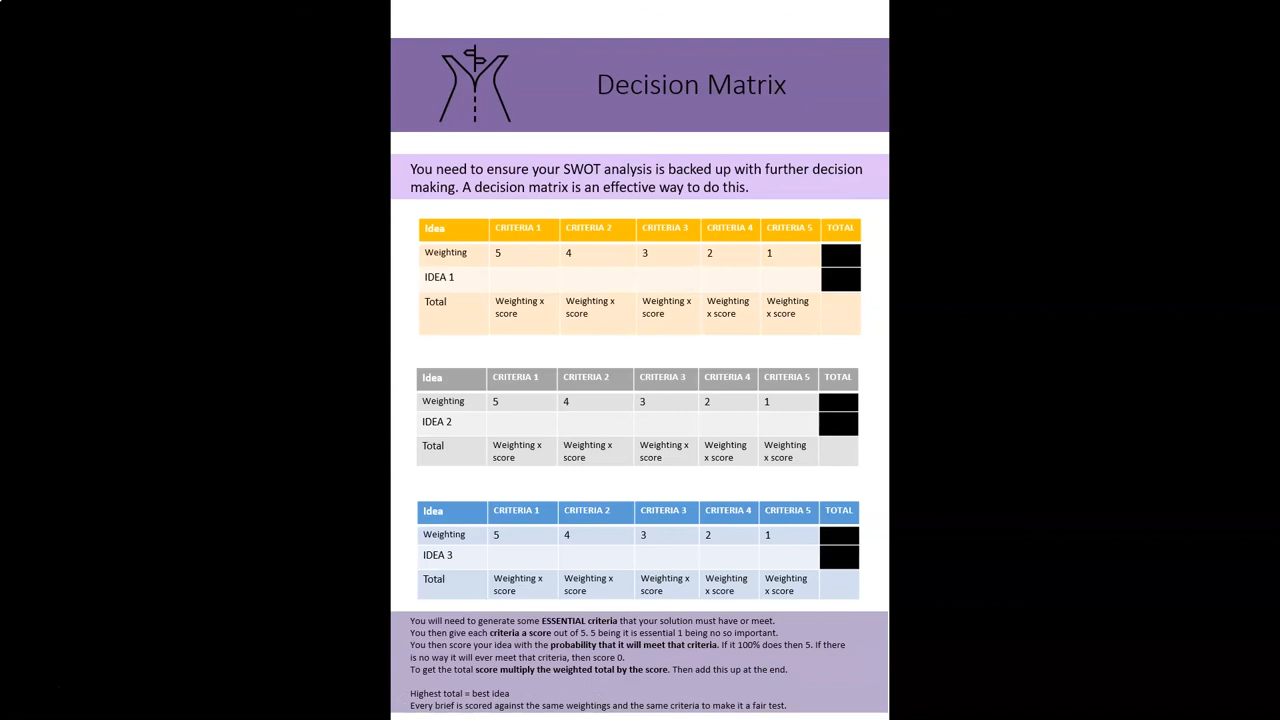 Decision Matrix
You need to ensure your SWOT analysis is backed up with further decision
making. A decision matrix is an effective way to do this.
Idea CRITERIA 1 CRITERIA 2 CRITERIA 3 CRITERIA 4 CRITERIA 5 TOTAL
Weighting 5 4 3 2 1
IDEA 1
Total Weighting x Weighting x Weighting x Weighting Weighting
score score score x score x score
Idea CRITERIA 1 CRITERIA 2 CRITERIA 3 CRITERIA 4 CRITERIA 5 TOTAL
Weighting 5 4 3 2 1
IDEA 2
Total Weighting x Weighting x Weighting x Weighting Weighting
score score score x score x score
Idea CRITERIA 1 CRITERIA 2 CRITERIA 3 CRITERIA 4 CRITERIA 5 TOTAL
Weighting 5 4 3 2 1
IDEA 3
Total Weighting x Weighting x Weighting x Weighting Weighting
score score score x score x score
You will need to generate some ESSENTIAL criteria that your solution must have or meet.
You then give each criteria a score out of 5. 5 being it is essential 1 being no so important.
You then score your idea with the probability that it will meet that criteria. If it 100% does then 5. If there
is no way it will ever meet that criteria, then score 0.
To get the total score multiply the weighted total by the score. Then add this up at the end.
Highest total = best idea
Every brief is scored against the same weightings and the same criteria to make it a fair test.